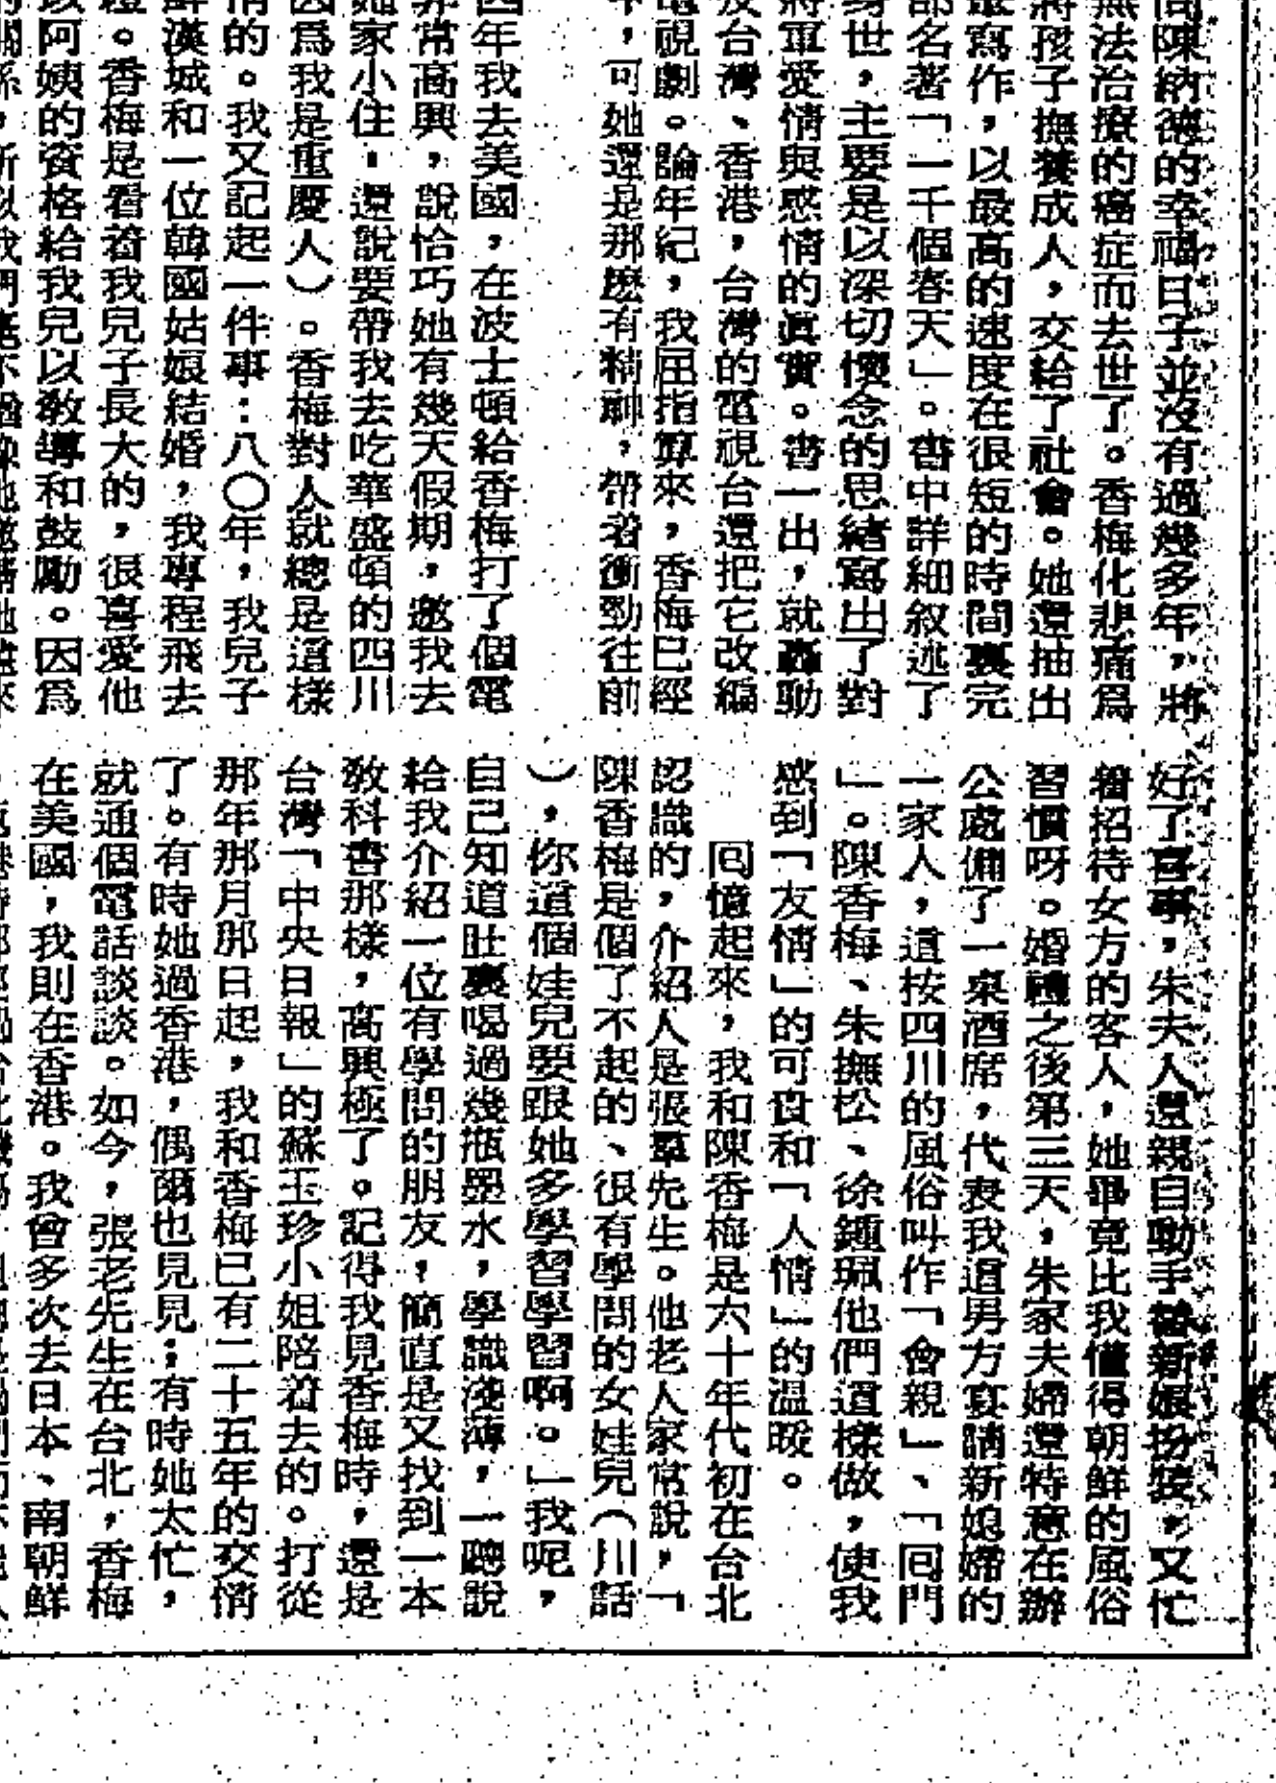 同陳納德的幸福日子並沒有過幾多年，將
無法治療的癌症而去世了。香梅化悲痛爲
將孩子撫養成人，交給了社會。她還抽出
寫作，以最高的速度在很短的時間裏完
部名著「一千個春天」。書中詳細叙述了
身世，主要是以深切懷念的思緒寫出了對
將軍愛情與感情的眞實。書一出，就轟動
及台灣、香港，台灣的電視台還把它改編
電視劇。論年紀，我屈指算來，香梅已經
，可她還是那麽有精神，帶着衝勁往前
四年我去美國，在波士頓給香梅打了個電
非常高興，說恰巧她有幾天假期，邀我去
她家小住，還說要帶我去吃華盛頓的四川
因爲我是重慶人）。香梅對人就總是這樣
情的。我又記起一件事：八〇年，我兒子
鮮漢城和一位韓國姑娘結婚，我專程飛去
禮。香梅是看着我兒子長大的，很喜愛他
該阿姨的資格給我兒以敎導和鼓勵。因爲
關係，所以我們毫不
好了喜事，朱夫人還親自動手替新娘扮裝，又忙
着招待女方的客人，她畢竟比我懂得朝鮮的風俗
習慣呀。婚禮之後第三天，朱家夫婦還特意在辦
公處備了一桌酒席，代表我這男方宴請新媳婦的
一家人，這按四川的風俗叫作「會親」、「回門
」。陳香梅、朱撫松、徐鍾珮他們這樣做，使我
感到「友情」的可貴和「人情」的温暖。
回憶起來，我和陳香梅是六十年代初在台北
認識的，介紹人是張羣先生。他老人家常說，「
陳香梅是個了不起的、很有學問的女娃兒（川話
），你這個娃兒要跟她多學習學習啊。」我呢，
自己知道肚裏喝過幾瓶墨水，學識淺薄，一聽說
給我介紹一位有學問的朋友，簡直是又找到一本
敎科書那樣，高興極了。記得我見香梅時，還是
台灣「中央日報」的蘇玉珍小姐陪着去的。打從
那年那月那日起，我和香梅已有二十五年的交情
了。有時她過香港，偶爾也見見；有時她太忙，
就通個電話談談。如今，張老先生在台北，香梅
在美國，我則在香港。我曾多次去日本、南朝鮮